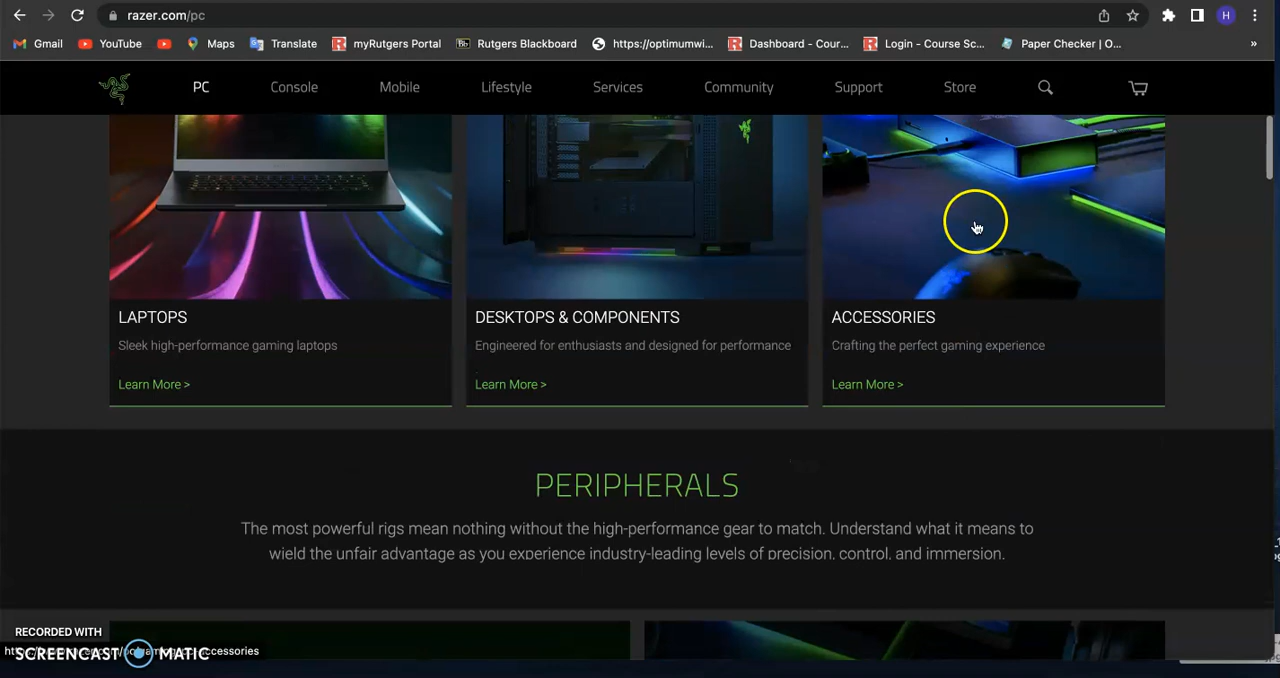 razer.com/pc
H
Gmail YouTube Maps Translate myRutgers Portal Rutgers Blackboard https://optimumwi... Dashboard - Cour... Login - Course Sc... Paper Checker | O... »
PC Console Mobile Lifestyle Services Community Support Store
LAPTOPS
Sleek high-performance gaming laptops
Learn More >
DESKTOPS & COMPONENTS
Engineered for enthusiasts and designed for performance
Learn More >
ACCESSORIES
Crafting the perfect gaming experience
Learn More >
PERIPHERALS
The most powerful rigs mean nothing without the high-performance gear to match. Understand what it means to
wield the unfair advantage as you experience industry-leading levels of precision, control, and immersion.
RECORDED WITH
SCREENCAST MATIC